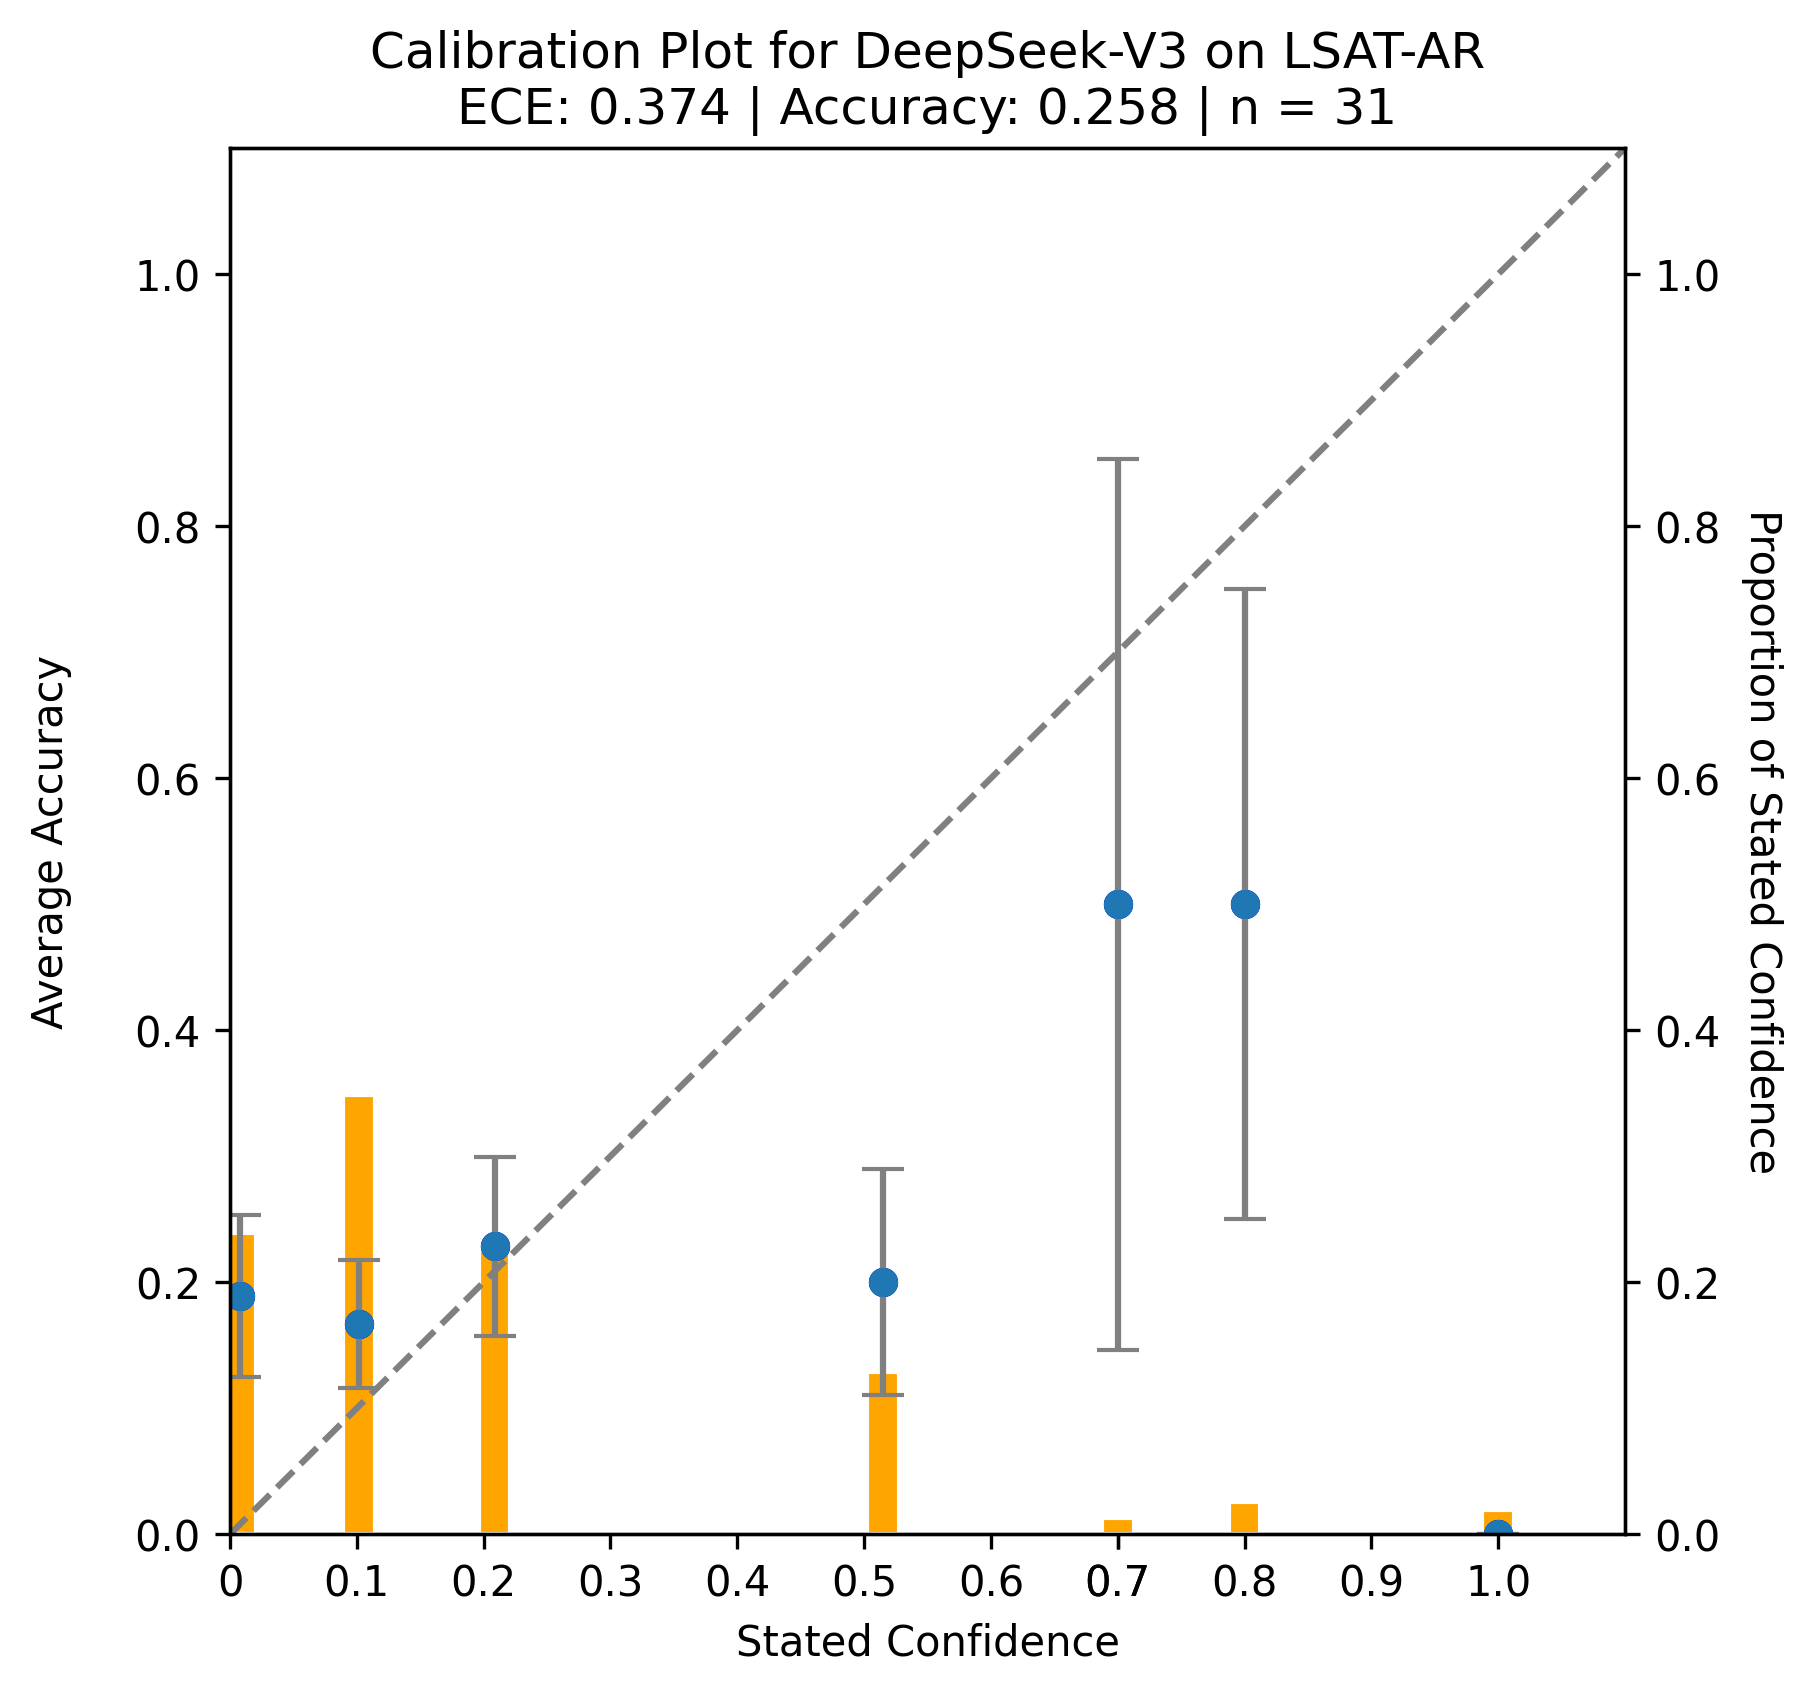 Calibration Plot for DeepSeek-V3 on LSAT-AR
ECE: 0.374 | Accuracy: 0.258 | n = 31
Average Accuracy
1.0
0.8
0.6
0.4
0.2
0.0
1.0
0.8
0.6
0.4
0.2
0.0
Proportion of Stated Confidence
0 0.1 0.2 0.3 0.4 0.5 0.6 0.7 0.8 0.9 1.0
Stated Confidence